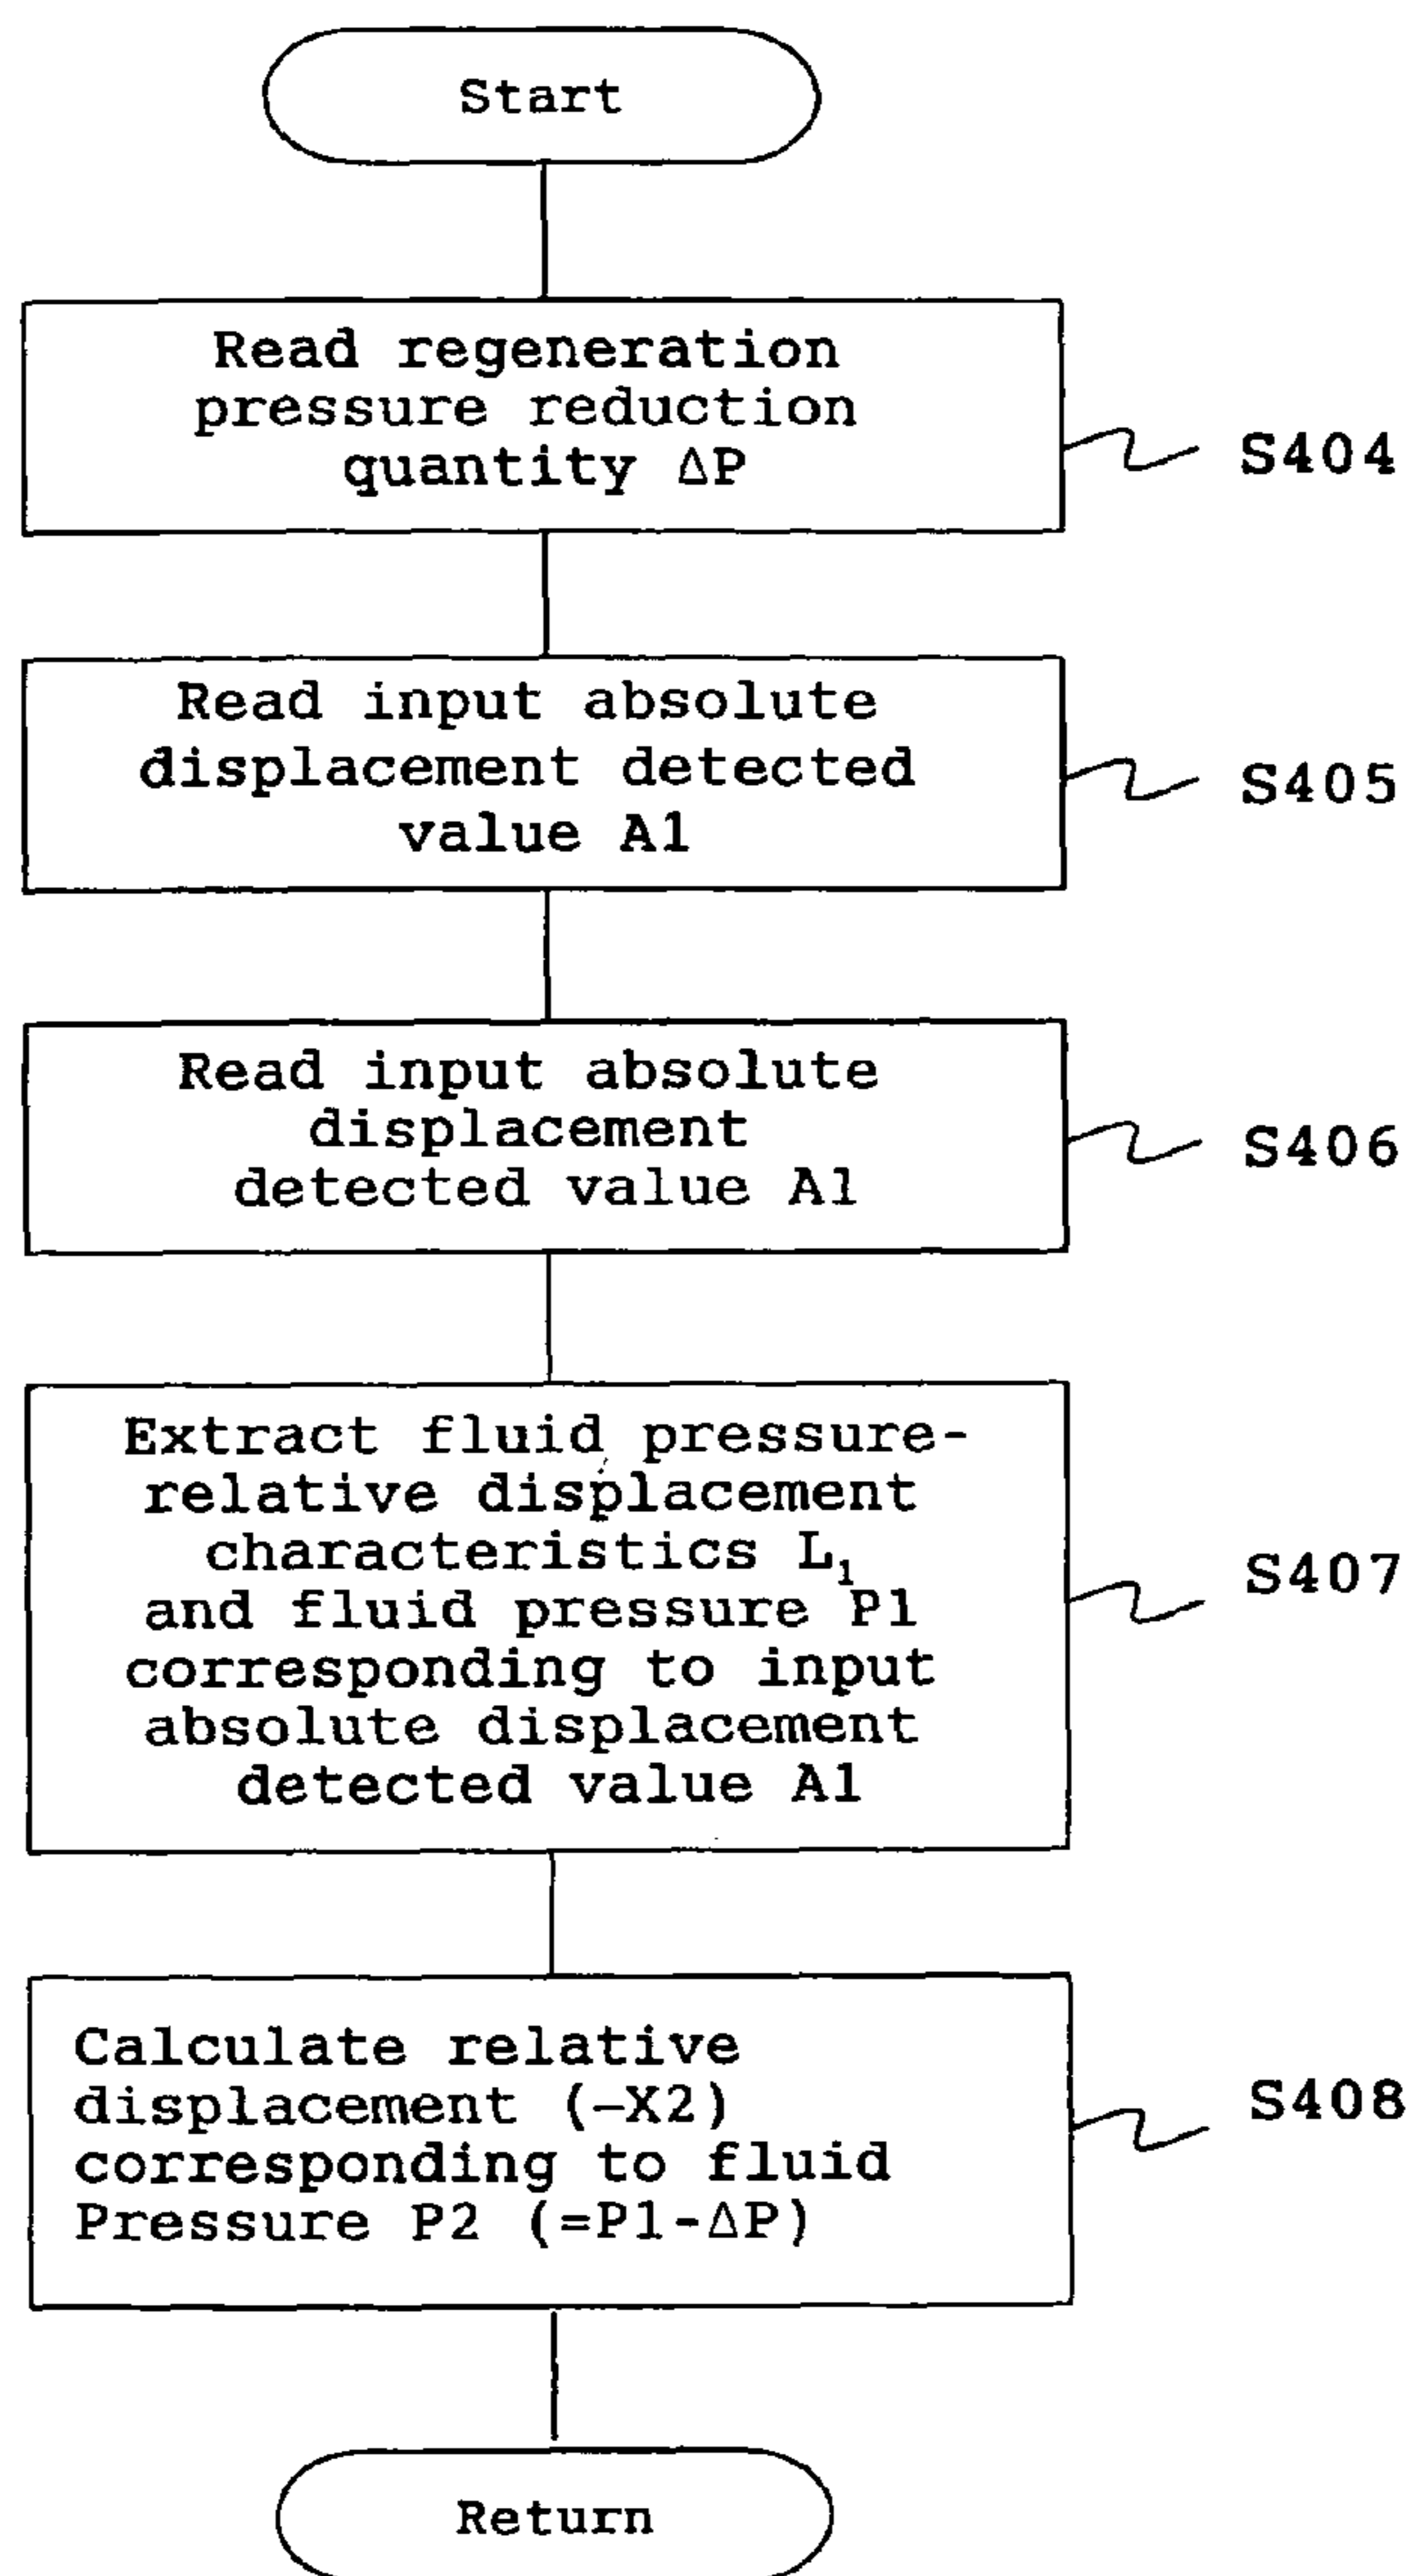 Start
Read regeneration
pressure reduction
quantity ΔP
S404
Read input absolute
displacement detected
value A1
S405
Read input absolute
displacement
detected value A1
S406
Extract fluid pressure-
relative displacement
characteristics L₁
and fluid pressure P1
corresponding to input
absolute displacement
detected value A1
S407
Calculate relative
displacement (−X2)
corresponding to fluid
Pressure P2 (=P1-ΔP)
S408
Return